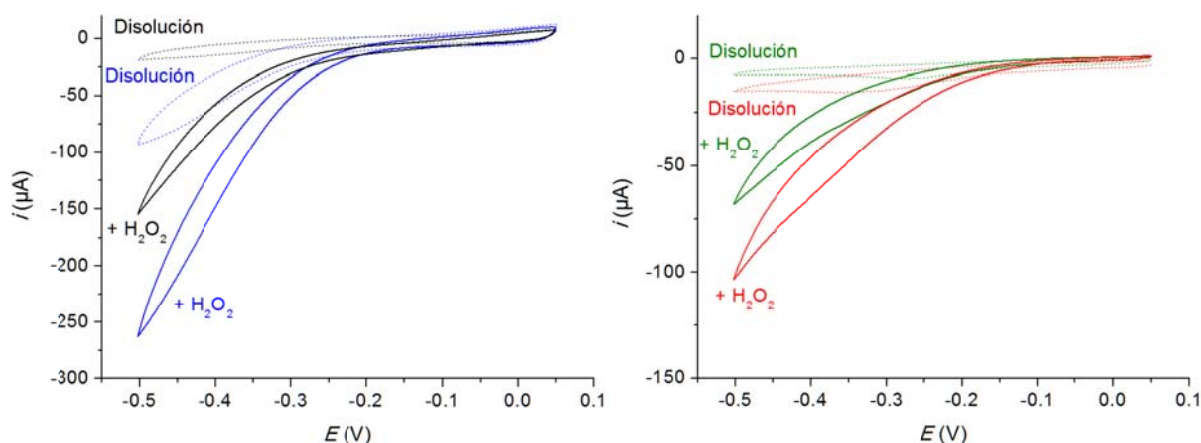 Disolución
Disolución
+ H₂O₂
+ H₂O₂
0
-50
-100
-150
-200
-250
-300
i (µA)
-0.5 -0.4 -0.3 -0.2 -0.1 0.0 0.1
E (V)
Disolución
Disolución
+ H₂O₂
+ H₂O₂
0
-50
-100
-150
i (µA)
-0.5 -0.4 -0.3 -0.2 -0.1 0.0 0.1
E (V)